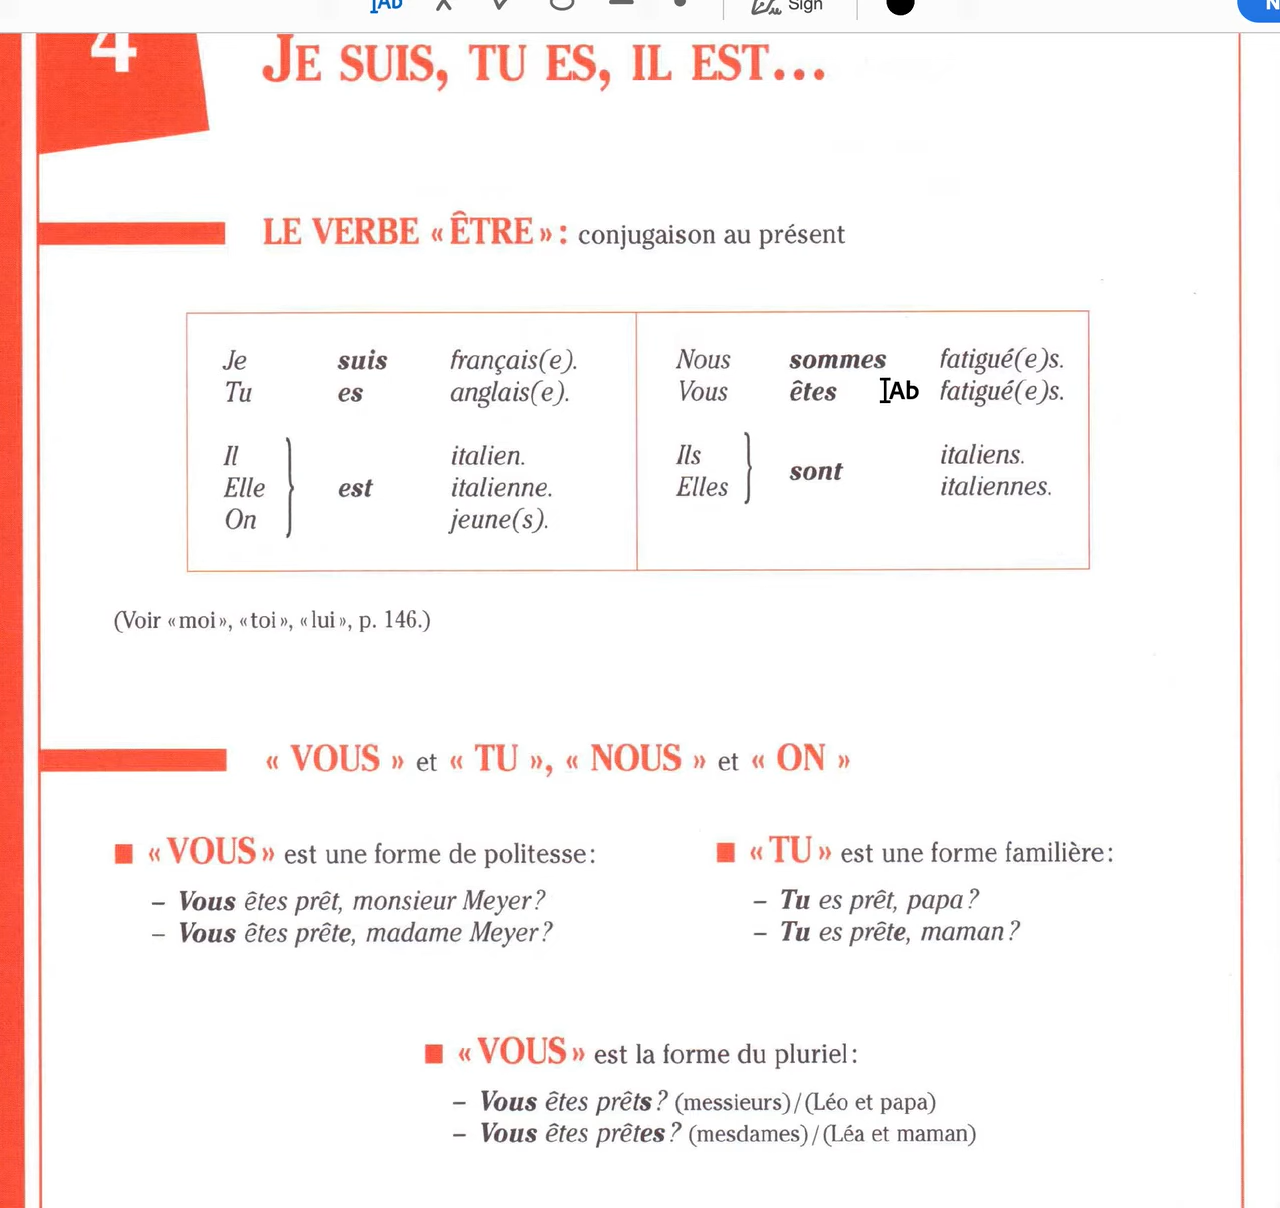 Ab
Sign
4
JE SUIS, TU ES, IL EST...
LE VERBE « ÊTRE » : conjugaison au présent
Je suis français(e).
Tu es anglais(e).
Il italien.
Elle est italienne.
On jeune(s).
Nous sommes fatigué(e)s.
Vous êtes fatigué(e)s.
Ab
Ils italiens.
sont
Elles italiennes.
(Voir « moi », « toi », « lui », p. 146.)
« VOUS » et « TU », « NOUS » et « ON »
« VOUS » est une forme de politesse :
– Vous êtes prêt, monsieur Meyer ?
– Vous êtes prête, madame Meyer ?
« TU » est une forme familière :
– Tu es prêt, papa ?
– Tu es prête, maman ?
« VOUS » est la forme du pluriel :
– Vous êtes prêts ? (messieurs) / (Léo et papa)
– Vous êtes prêtes ? (mesdames) / (Léa et maman)